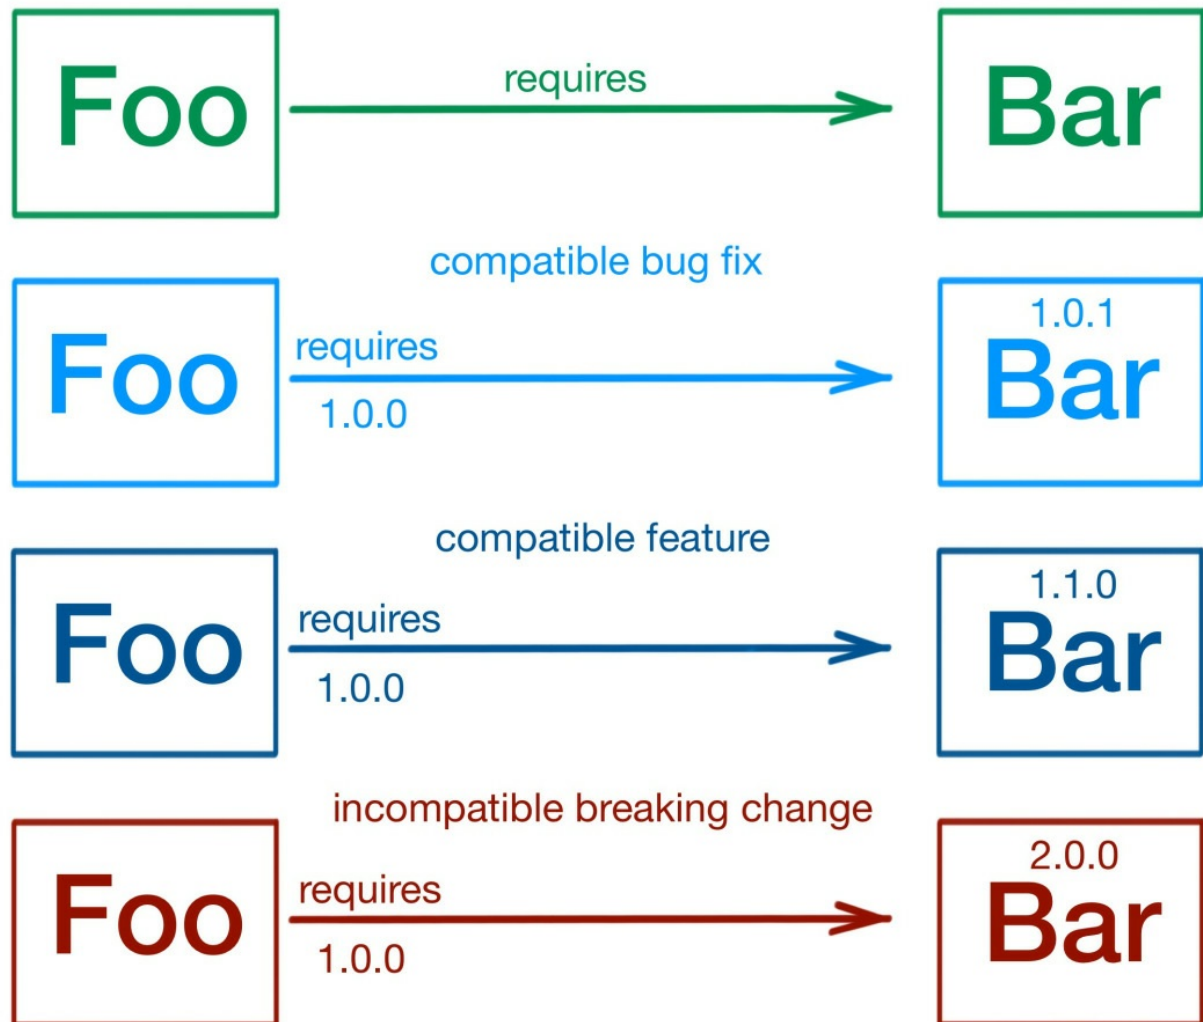 Foo requires Bar
compatible bug fix
1.0.1
Foo requires Bar
1.0.0
compatible feature
1.1.0
Foo requires Bar
1.0.0
incompatible breaking change
2.0.0
Foo requires Bar
1.0.0